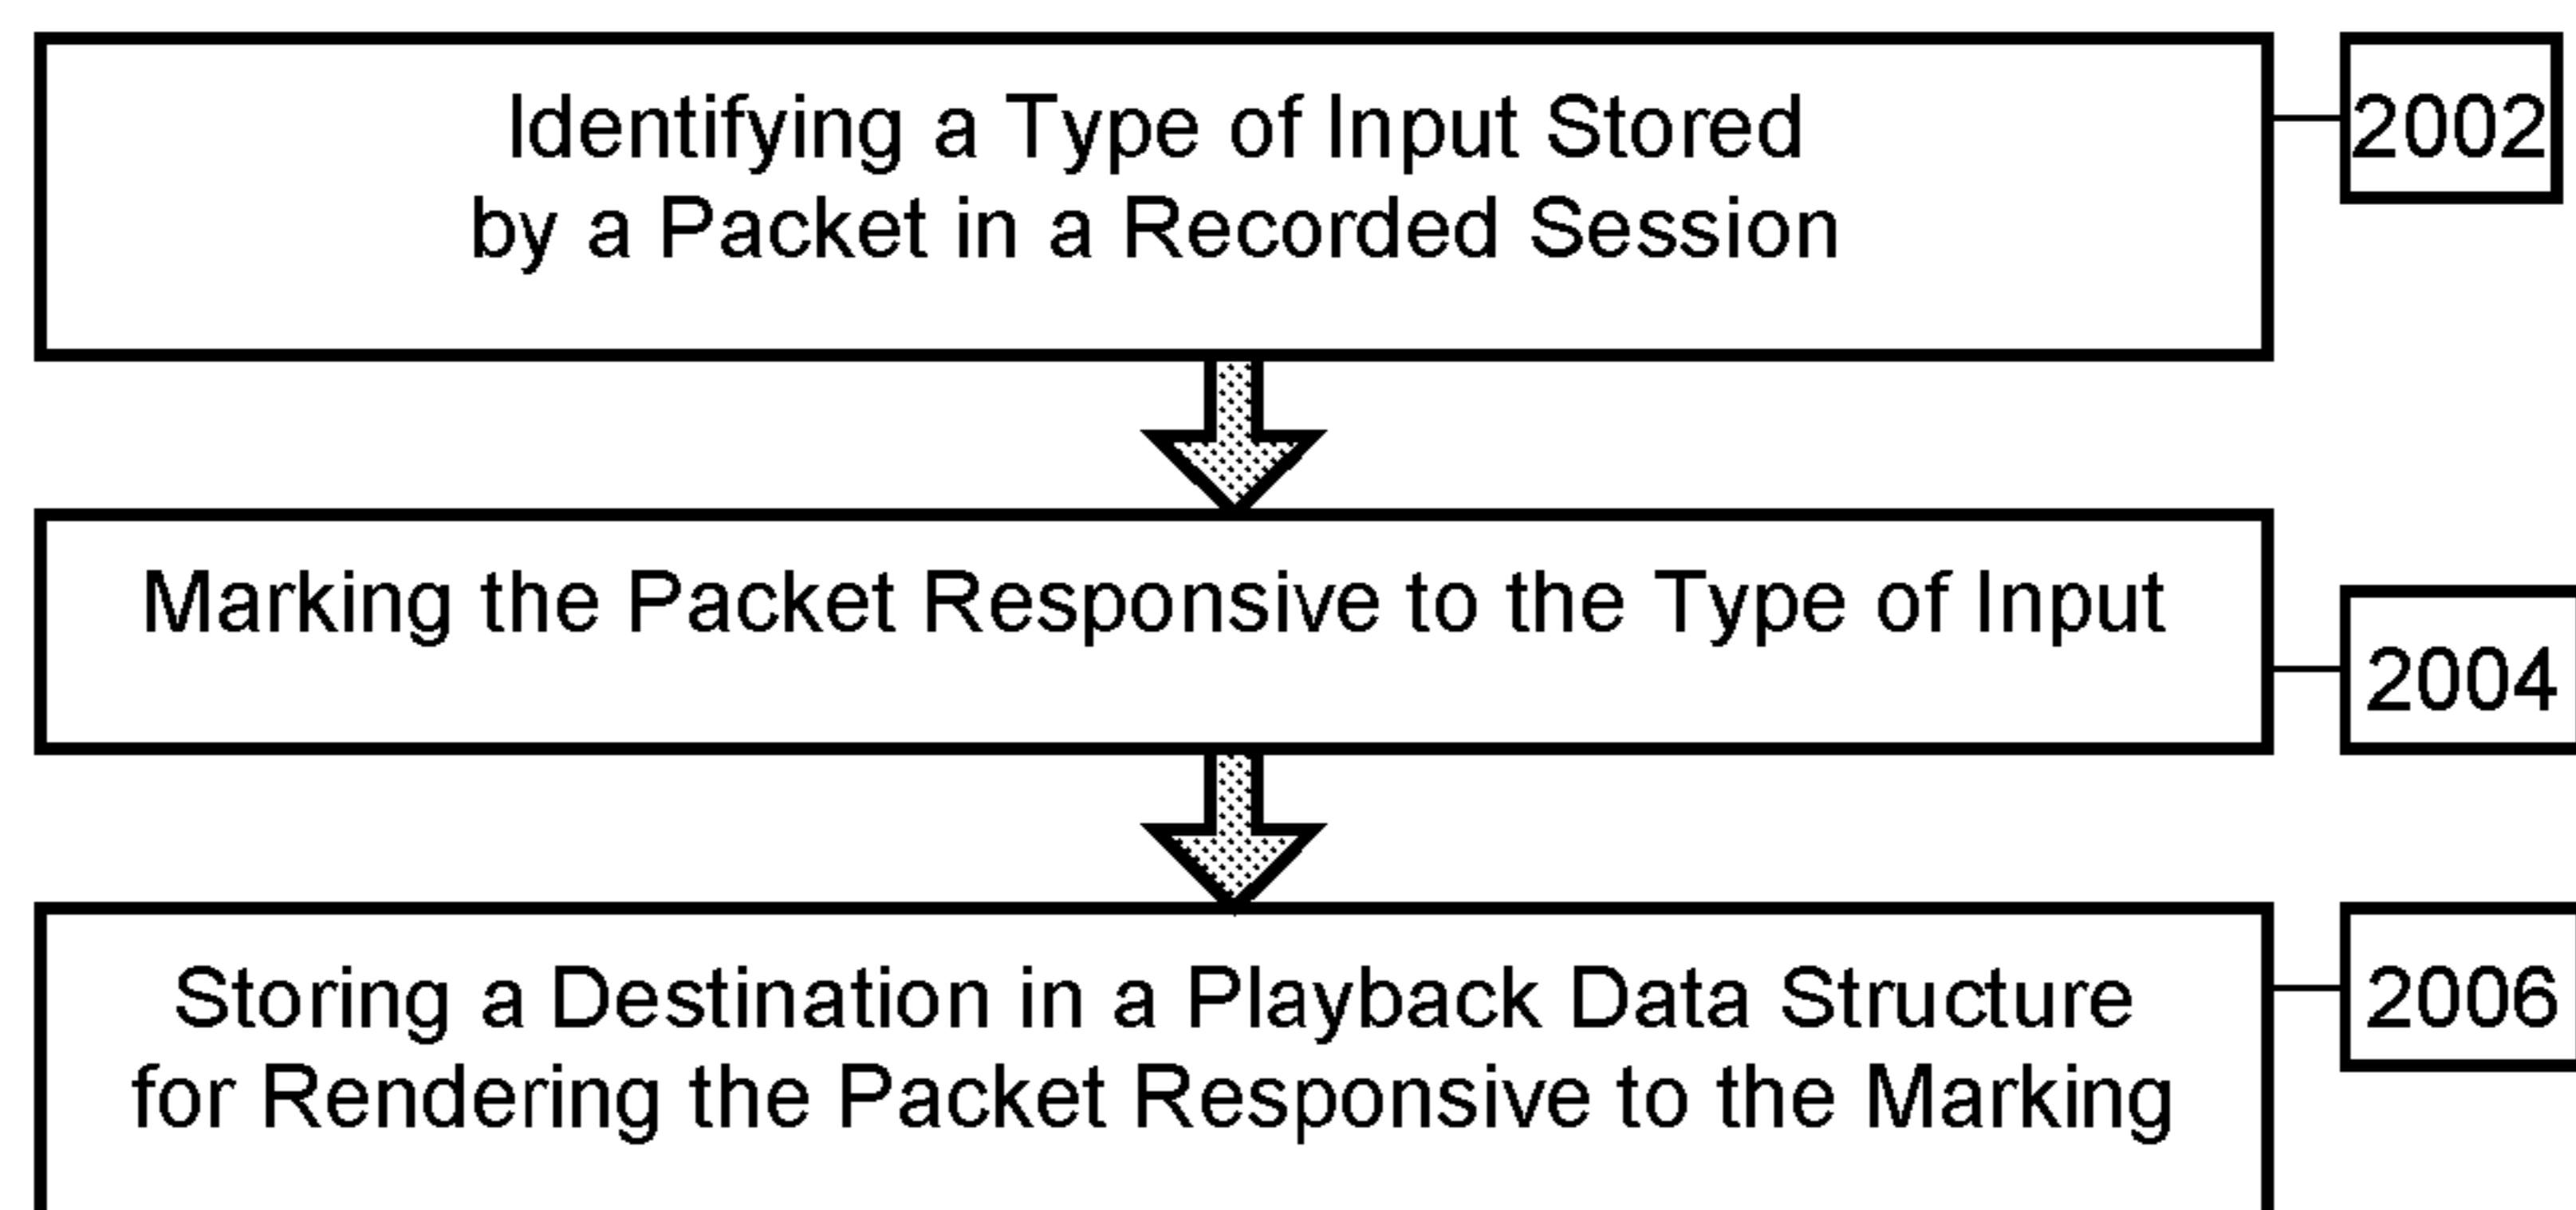 Identifying a Type of Input Stored
by a Packet in a Recorded Session
2002
Marking the Packet Responsive to the Type of Input
2004
Storing a Destination in a Playback Data Structure
for Rendering the Packet Responsive to the Marking
2006